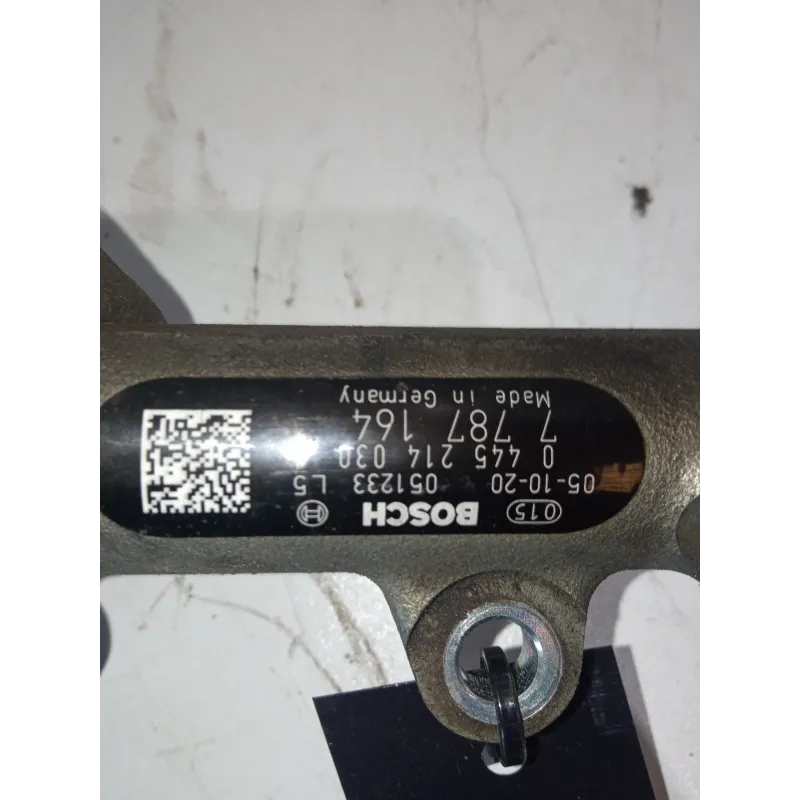 015 BOSCH
05-10-20 051233 L5
0 445 214 030
7 787 164
Made in Germany